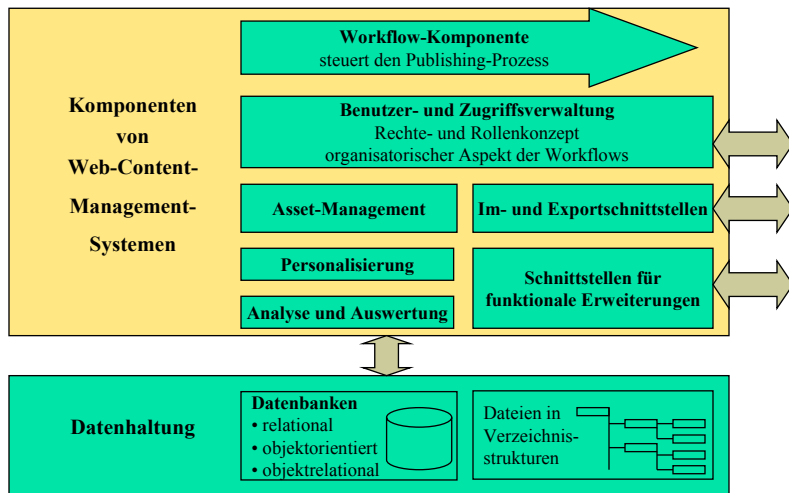 Workflow-Komponente
steuert den Publishing-Prozess
Komponenten
von
Web-Content-
Management-
Systemen
Benutzer- und Zugriffsverwaltung
Rechte- und Rollenkonzept
organisatorischer Aspekt der Workflows
Asset-Management
Im- und Exportschnittstellen
Personalisierung
Schnittstellen für
funktionale Erweiterungen
Analyse und Auswertung
Datenhaltung
Datenbanken
• relational
• objektorientiert
• objektrelational
Dateien in
Verzeichnis-
strukturen